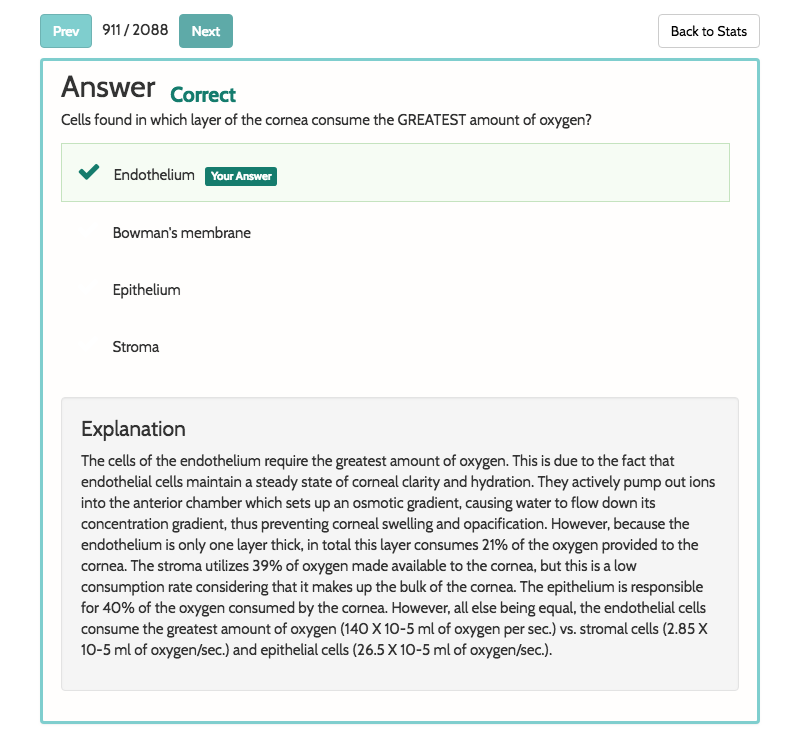 Prev 911 / 2088 Next Back to Stats
Answer Correct
Cells found in which layer of the cornea consume the GREATEST amount of oxygen?
Endothelium Your Answer
Bowman's membrane
Epithelium
Stroma
Explanation
The cells of the endothelium require the greatest amount of oxygen. This is due to the fact that
endothelial cells maintain a steady state of corneal clarity and hydration. They actively pump out ions
into the anterior chamber which sets up an osmotic gradient, causing water to flow down its
concentration gradient, thus preventing corneal swelling and opacification. However, because the
endothelium is only one layer thick, in total this layer consumes 21% of the oxygen provided to the
cornea. The stroma utilizes 39% of oxygen made available to the cornea, but this is a low
consumption rate considering that it makes up the bulk of the cornea. The epithelium is responsible
for 40% of the oxygen consumed by the cornea. However, all else being equal, the endothelial cells
consume the greatest amount of oxygen (140 X 10-5 ml of oxygen per sec.) vs. stromal cells (2.85 X
10-5 ml of oxygen/sec.) and epithelial cells (26.5 X 10-5 ml of oxygen/sec.).